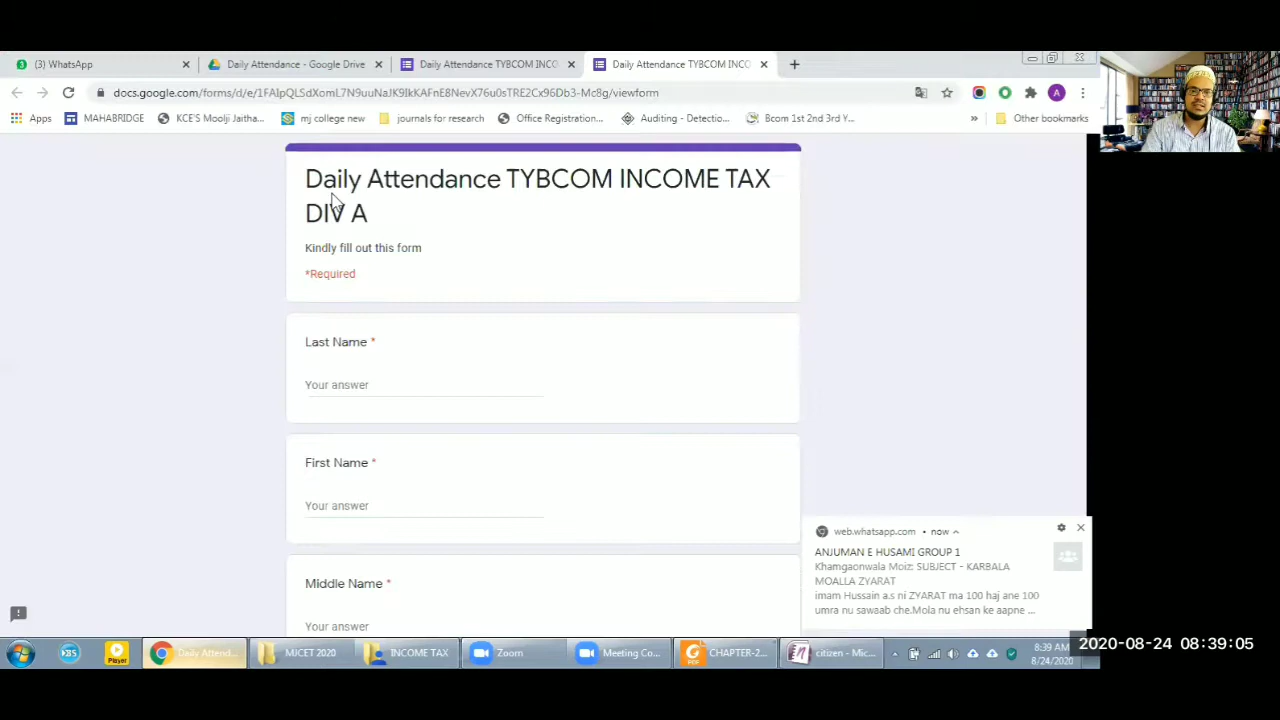 (3) WhatsApp
Daily Attendance - Google Drive
Daily Attendance TYBCOM INCO
Daily Attendance TYBCOM INCO
docs.google.com/forms/d/e/1FAIpQLSdXomL7N9uuNaJK9IkKAFnE8NevX76u0sTRE2Cx96Db3-Mc8g/viewform
A
Apps
MAHABRIDGE
KCE'S Moolji Jaitha...
mj college new
journals for research
Office Registration...
Auditing - Detectio...
Bcom 1st 2nd 3rd Y...
»
Other bookmarks
Daily Attendance TYBCOM INCOME TAX
DIV A
Kindly fill out this form
*Required
Last Name *
Your answer
First Name *
Your answer
Middle Name *
Your answer
web.whatsapp.com • now
ANJUMAN E HUSAMI GROUP 1
Khamgaonwala Moiz: SUBJECT - KARBALA
MOALLA ZYARAT
imam Hussain a.s ni ZYARAT ma 100 haj ane 100
umra nu sawaab che.Mola nu ehsan ke aapne ...
Player
Daily Attend...
MJCET 2020
INCOME TAX
Zoom
Meeting Co...
PDF
CHAPTER-2...
citizen - Mic...
8:39 AM
8/24/2020
2020-08-24 08:39:05